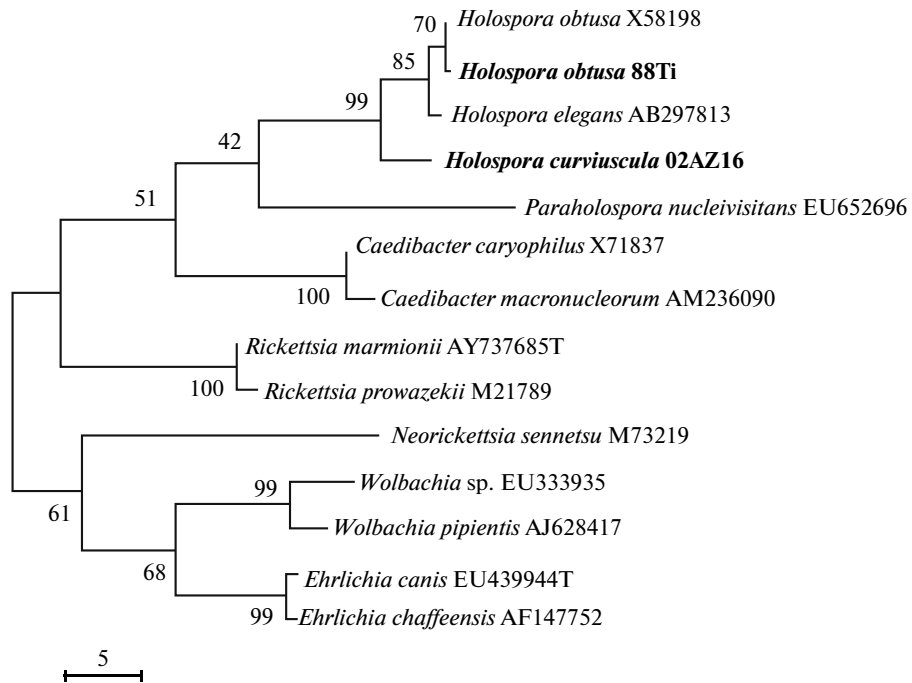 70
Holospora obtusa X58198
Holospora obtusa 88Ti
85
Holospora elegans AB297813
99
Holospora curviuscula 02AZ16
42
Paraholospora nucleivisitans EU652696
51
Caedibacter caryophilus X71837
100
Caedibacter macronucleorum AM236090
Rickettsia marmionii AY737685T
100
Rickettsia prowazekii M21789
Neorickettsia sennetsu M73219
61
99
Wolbachia sp. EU333935
Wolbachia pipientis AJ628417
68
Ehrlichia canis EU439944T
99
Ehrlichia chaffeensis AF147752
5